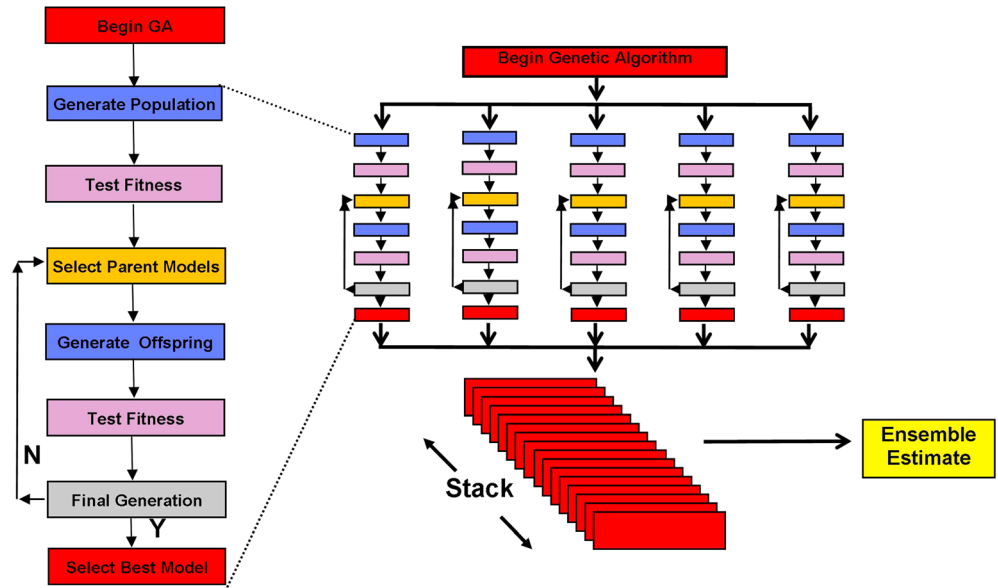 Begin GA
Generate Population
Test Fitness
Select Parent Models
Generate Offspring
Test Fitness
N
Final Generation
Y
Select Best Model
Begin Genetic Algorithm
Stack
Ensemble
Estimate